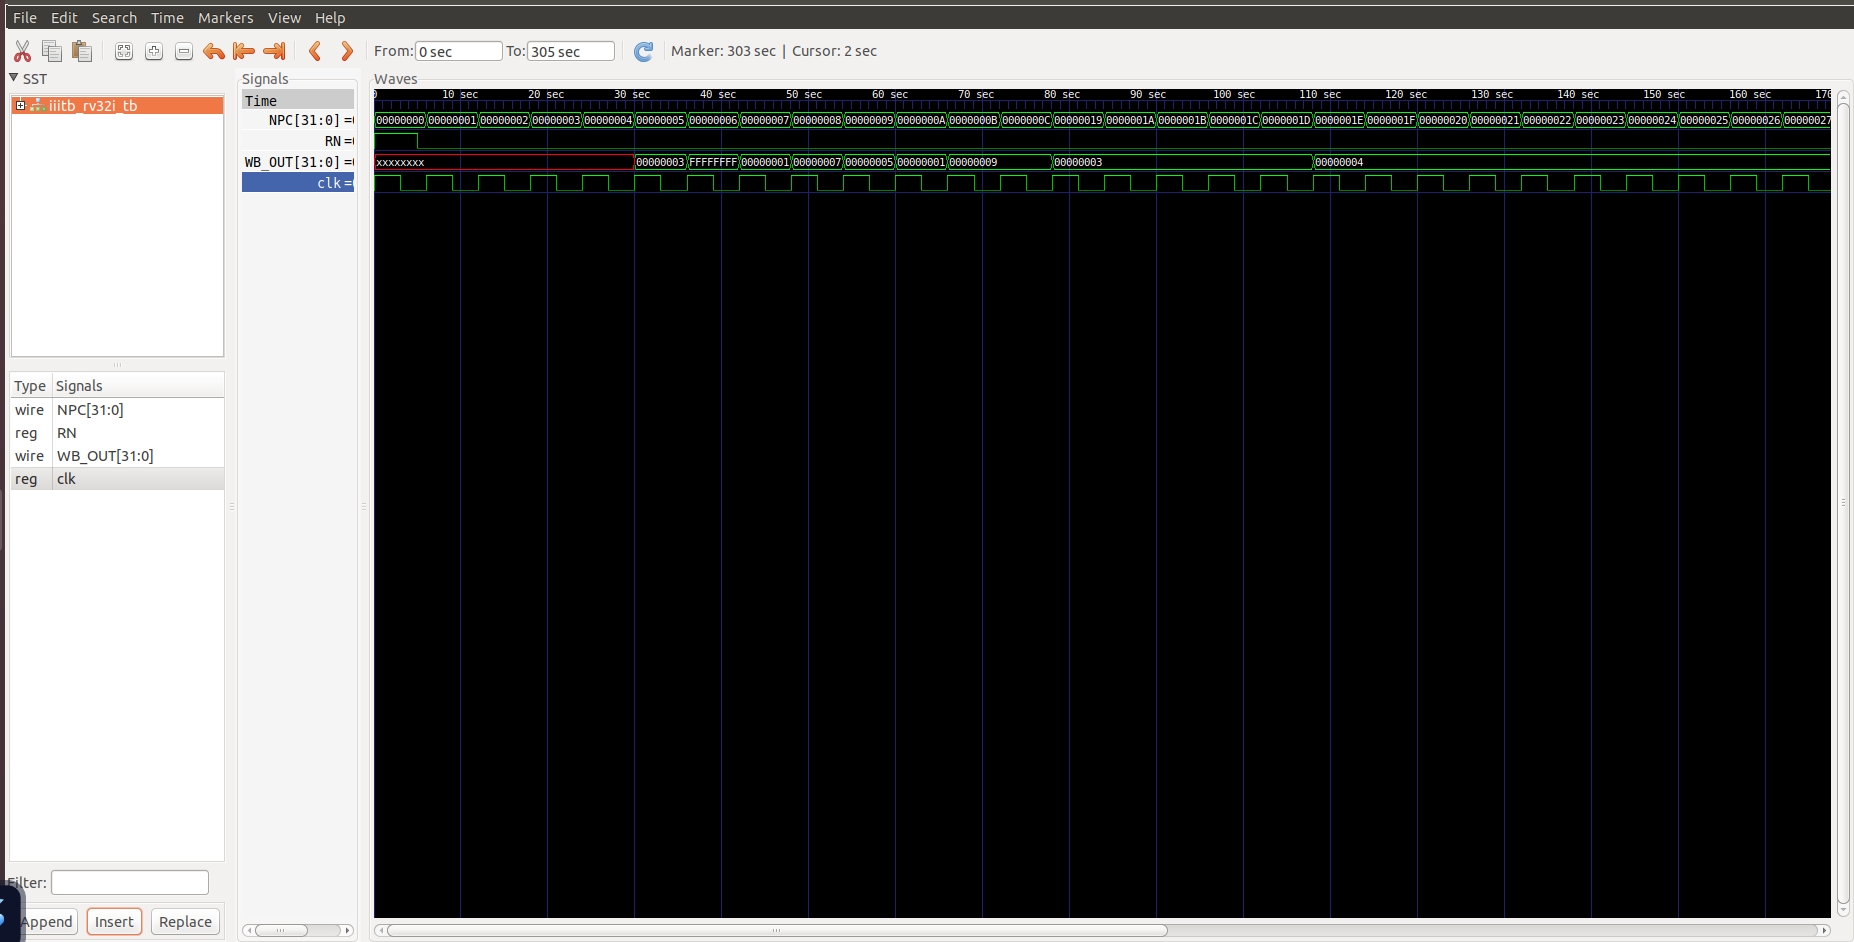 File Edit Search Time Markers View Help
From: 0 sec To: 305 sec Marker: 303 sec | Cursor: 2 sec
SST
iiitb_rv32i_tb
Type Signals
wire NPC[31:0]
reg RN
wire WB_OUT[31:0]
reg clk
Filter:
Append Insert Replace
Signals
Time
NPC[31:0] =
RN =
WB_OUT[31:0] =
clk =
Waves
0 10 sec 20 sec 30 sec 40 sec 50 sec 60 sec 70 sec 80 sec 90 sec 100 sec 110 sec 120 sec 130 sec 140 sec 150 sec 160 sec 170
00000000 00000001 00000002 00000003 00000004 00000005 00000006 00000007 00000008 00000009 0000000A 0000000B 0000000C 00000019 0000001A 0000001B 0000001C 0000001D 0000001E 0000001F 00000020 00000021 00000022 00000023 00000024 00000025 00000026 00000027
xxxxxxxx 00000003 FFFFFFFF 00000001 00000007 00000005 00000001 00000009 00000003 00000004